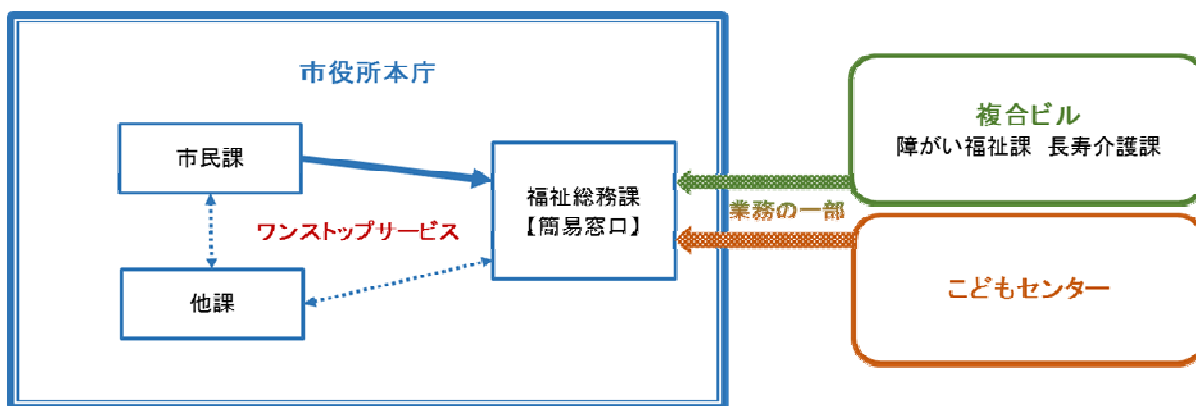 市役所本庁
市民課
ワンストップサービス
他課
福祉総務課
【簡易窓口】
業務の一部
複合ビル
障がい福祉課 長寿介護課
こどもセンター